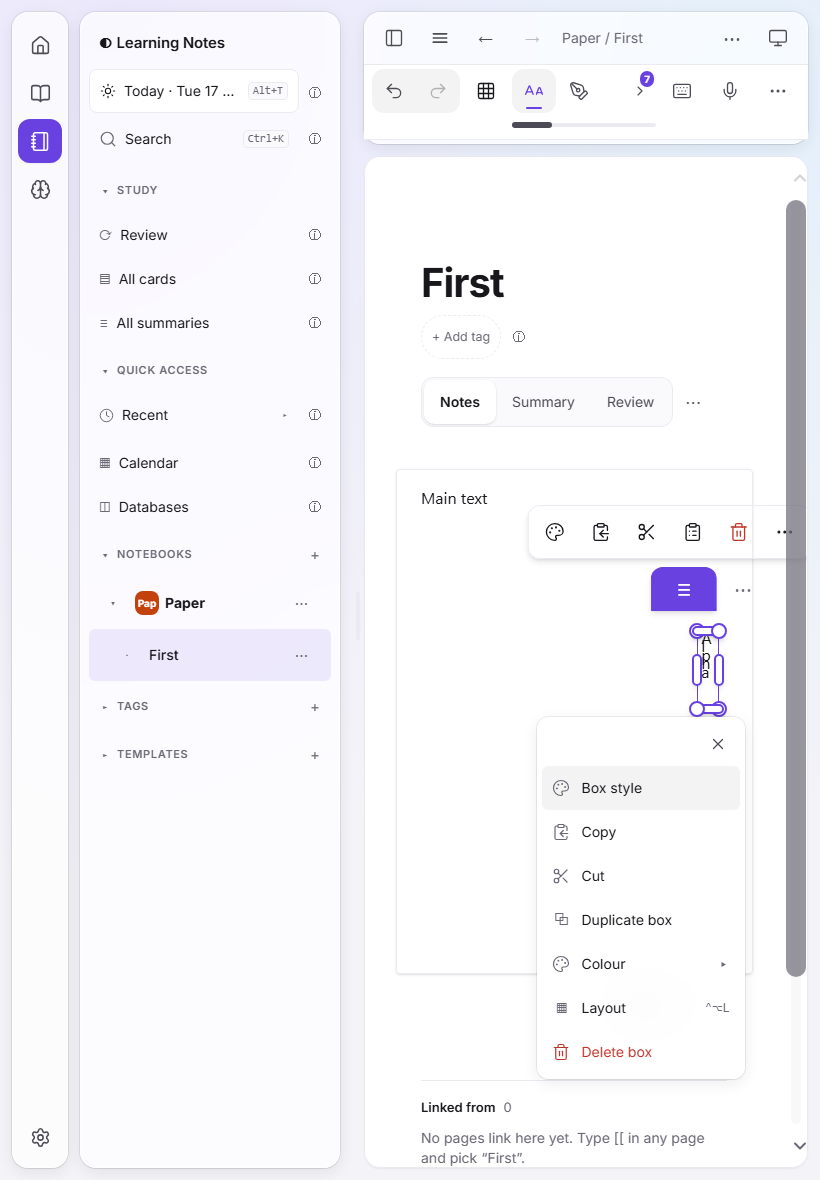 Learning Notes
Today · Tue 17 ... Alt+T
Search Ctrl+K
STUDY
Review
All cards
All summaries
QUICK ACCESS
Recent
Calendar
Databases
NOTEBOOKS
Pap Paper
First
TAGS
TEMPLATES
Paper / First
AA
7
First
+ Add tag
Notes Summary Review
Main text
Alpha
Box style
Copy
Cut
Duplicate box
Colour
Layout ^⌥L
Delete box
Linked from 0
No pages link here yet. Type [[ in any page
and pick “First”.